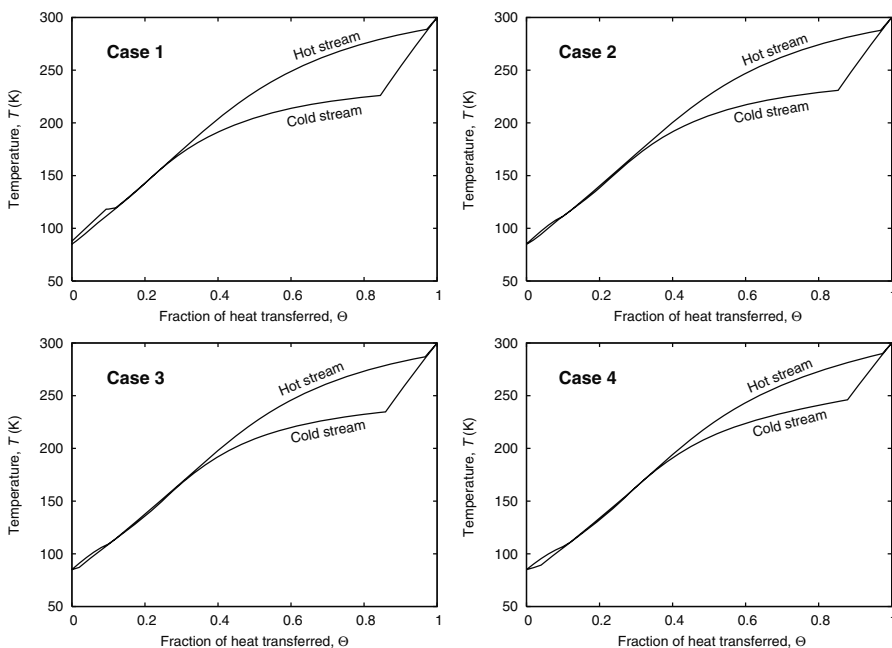 300
250
200
150
100
50
Temperature, T (K)
Case 1
Hot stream
Cold stream
0 0.2 0.4 0.6 0.8 1
Fraction of heat transferred, Θ
300
250
200
150
100
50
Temperature, T (K)
Case 2
Hot stream
Cold stream
0 0.2 0.4 0.6 0.8 1
Fraction of heat transferred, Θ
300
250
200
150
100
50
Temperature, T (K)
Case 3
Hot stream
Cold stream
0 0.2 0.4 0.6 0.8 1
Fraction of heat transferred, Θ
300
250
200
150
100
50
Temperature, T (K)
Case 4
Hot stream
Cold stream
0 0.2 0.4 0.6 0.8 1
Fraction of heat transferred, Θ